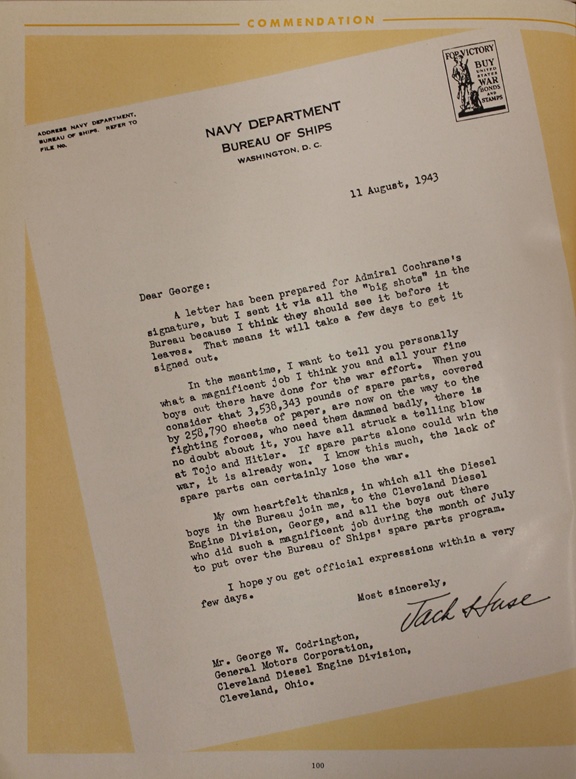 COMMENDATION
FOR VICTORY
BUY
UNITED
STATES
WAR
BONDS
AND
STAMPS
ADDRESS NAVY DEPARTMENT,
BUREAU OF SHIPS. REFER TO
FILE No.
NAVY DEPARTMENT
BUREAU OF SHIPS
WASHINGTON, D. C.
11 August, 1943
Dear George:
A letter has been prepared for Admiral Cochrane's
signature, but I sent it via all the "big shots" in the
Bureau because I think they should see it before it
leaves. That means it will take a few days to get it
signed out.
In the meantime, I want to tell you personally
what a magnificent job I think you and all your fine
boys out there have done for the war effort. When you
consider that 3,538,343 pounds of spare parts, covered
by 258,790 sheets of paper, are now on the way to the
fighting forces, who need them damned badly, there is
no doubt about it, you have all struck a telling blow
at Tojo and Hitler. If spare parts alone could win the
war, it is already won. I know this much, the lack of
spare parts can certainly lose the war.
My own heartfelt thanks, in which all the Diesel
boys in the Bureau join me, to the Cleveland Diesel
Engine Division, George, and all the boys out there
who did such a magnificent job during the month of July
to put over the Bureau of Ships' spare parts program.
I hope you get official expressions within a very
few days.
Most sincerely,
Jack Huse
Mr. George W. Codrington,
General Motors Corporation,
Cleveland Diesel Engine Division,
Cleveland, Ohio.
100